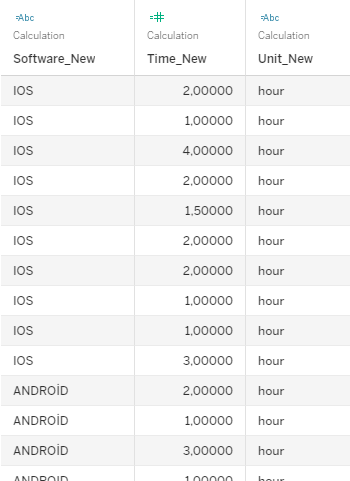 =Abc =# =Abc
Calculation Calculation Calculation
Software_New Time_New Unit_New
IOS 2,00000 hour
IOS 1,00000 hour
IOS 4,00000 hour
IOS 2,00000 hour
IOS 1,50000 hour
IOS 2,00000 hour
IOS 2,00000 hour
IOS 1,00000 hour
IOS 1,00000 hour
IOS 3,00000 hour
ANDROİD 2,00000 hour
ANDROİD 1,00000 hour
ANDROİD 3,00000 hour
ANDROİD 1,00000 hour